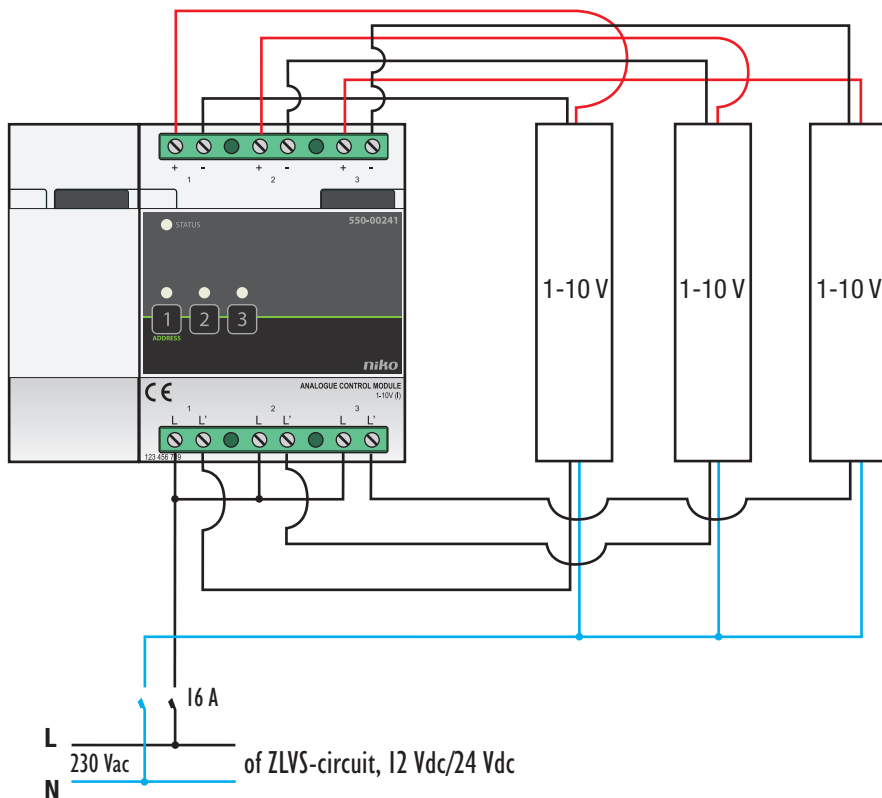 + - + - + -
1 2 3
STATUS
550-00241
1 2 3
ADDRESS
niko
CE
ANALOGUE CONTROL MODULE
1-10V (I)
1 2 3
L L' L L' L L'
123 456 789
1-10 V
1-10 V
1-10 V
16 A
L
230 Vac
of ZLVS-circuit, 12 Vdc/24 Vdc
N